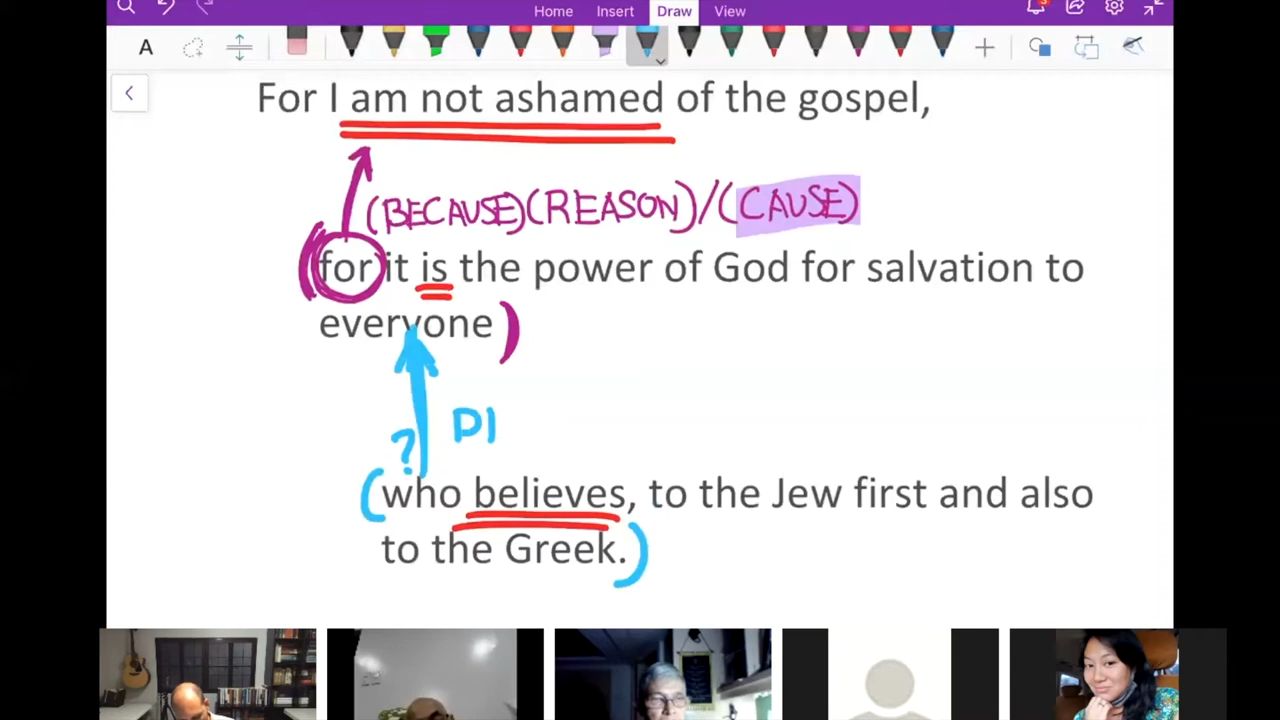 Home Insert Draw View
A
For I am not ashamed of the gospel,
(BECAUSE)(REASON)/(CAUSE)
for it is the power of God for salvation to
everyone)
? DI
(who believes, to the Jew first and also
to the Greek.)